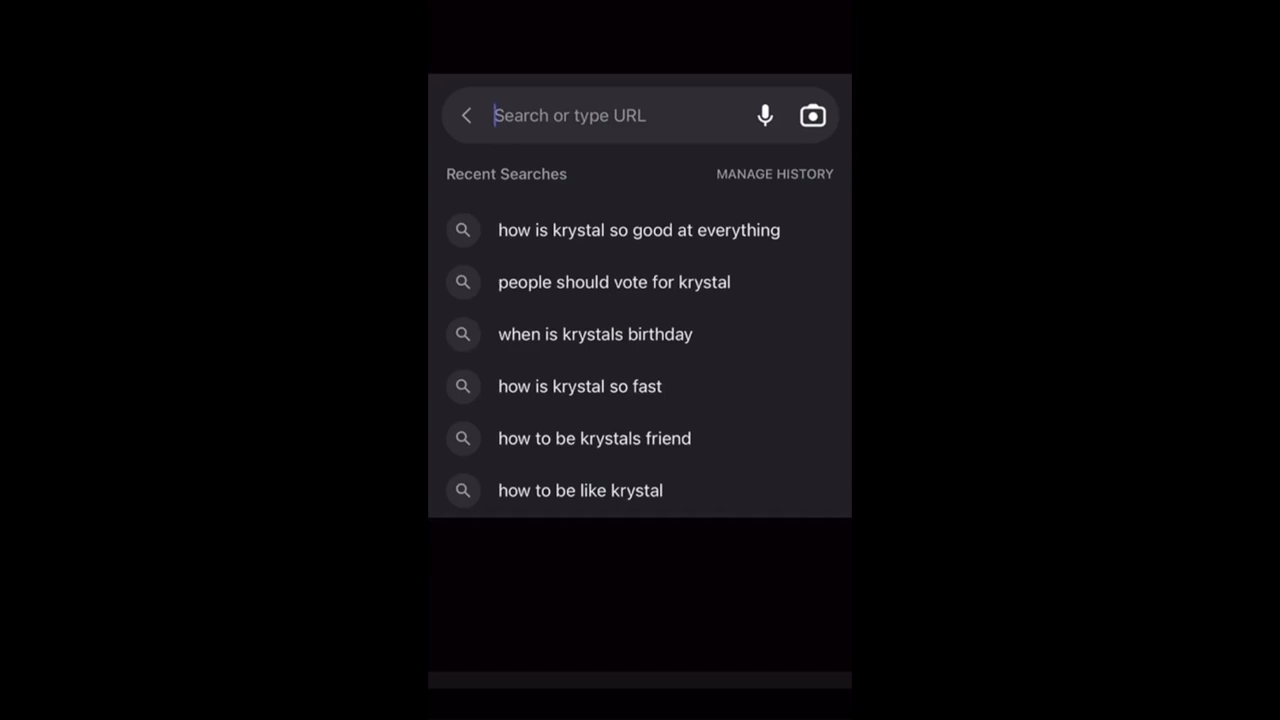 Search or type URL
Recent Searches MANAGE HISTORY
how is krystal so good at everything
people should vote for krystal
when is krystals birthday
how is krystal so fast
how to be krystals friend
how to be like krystal